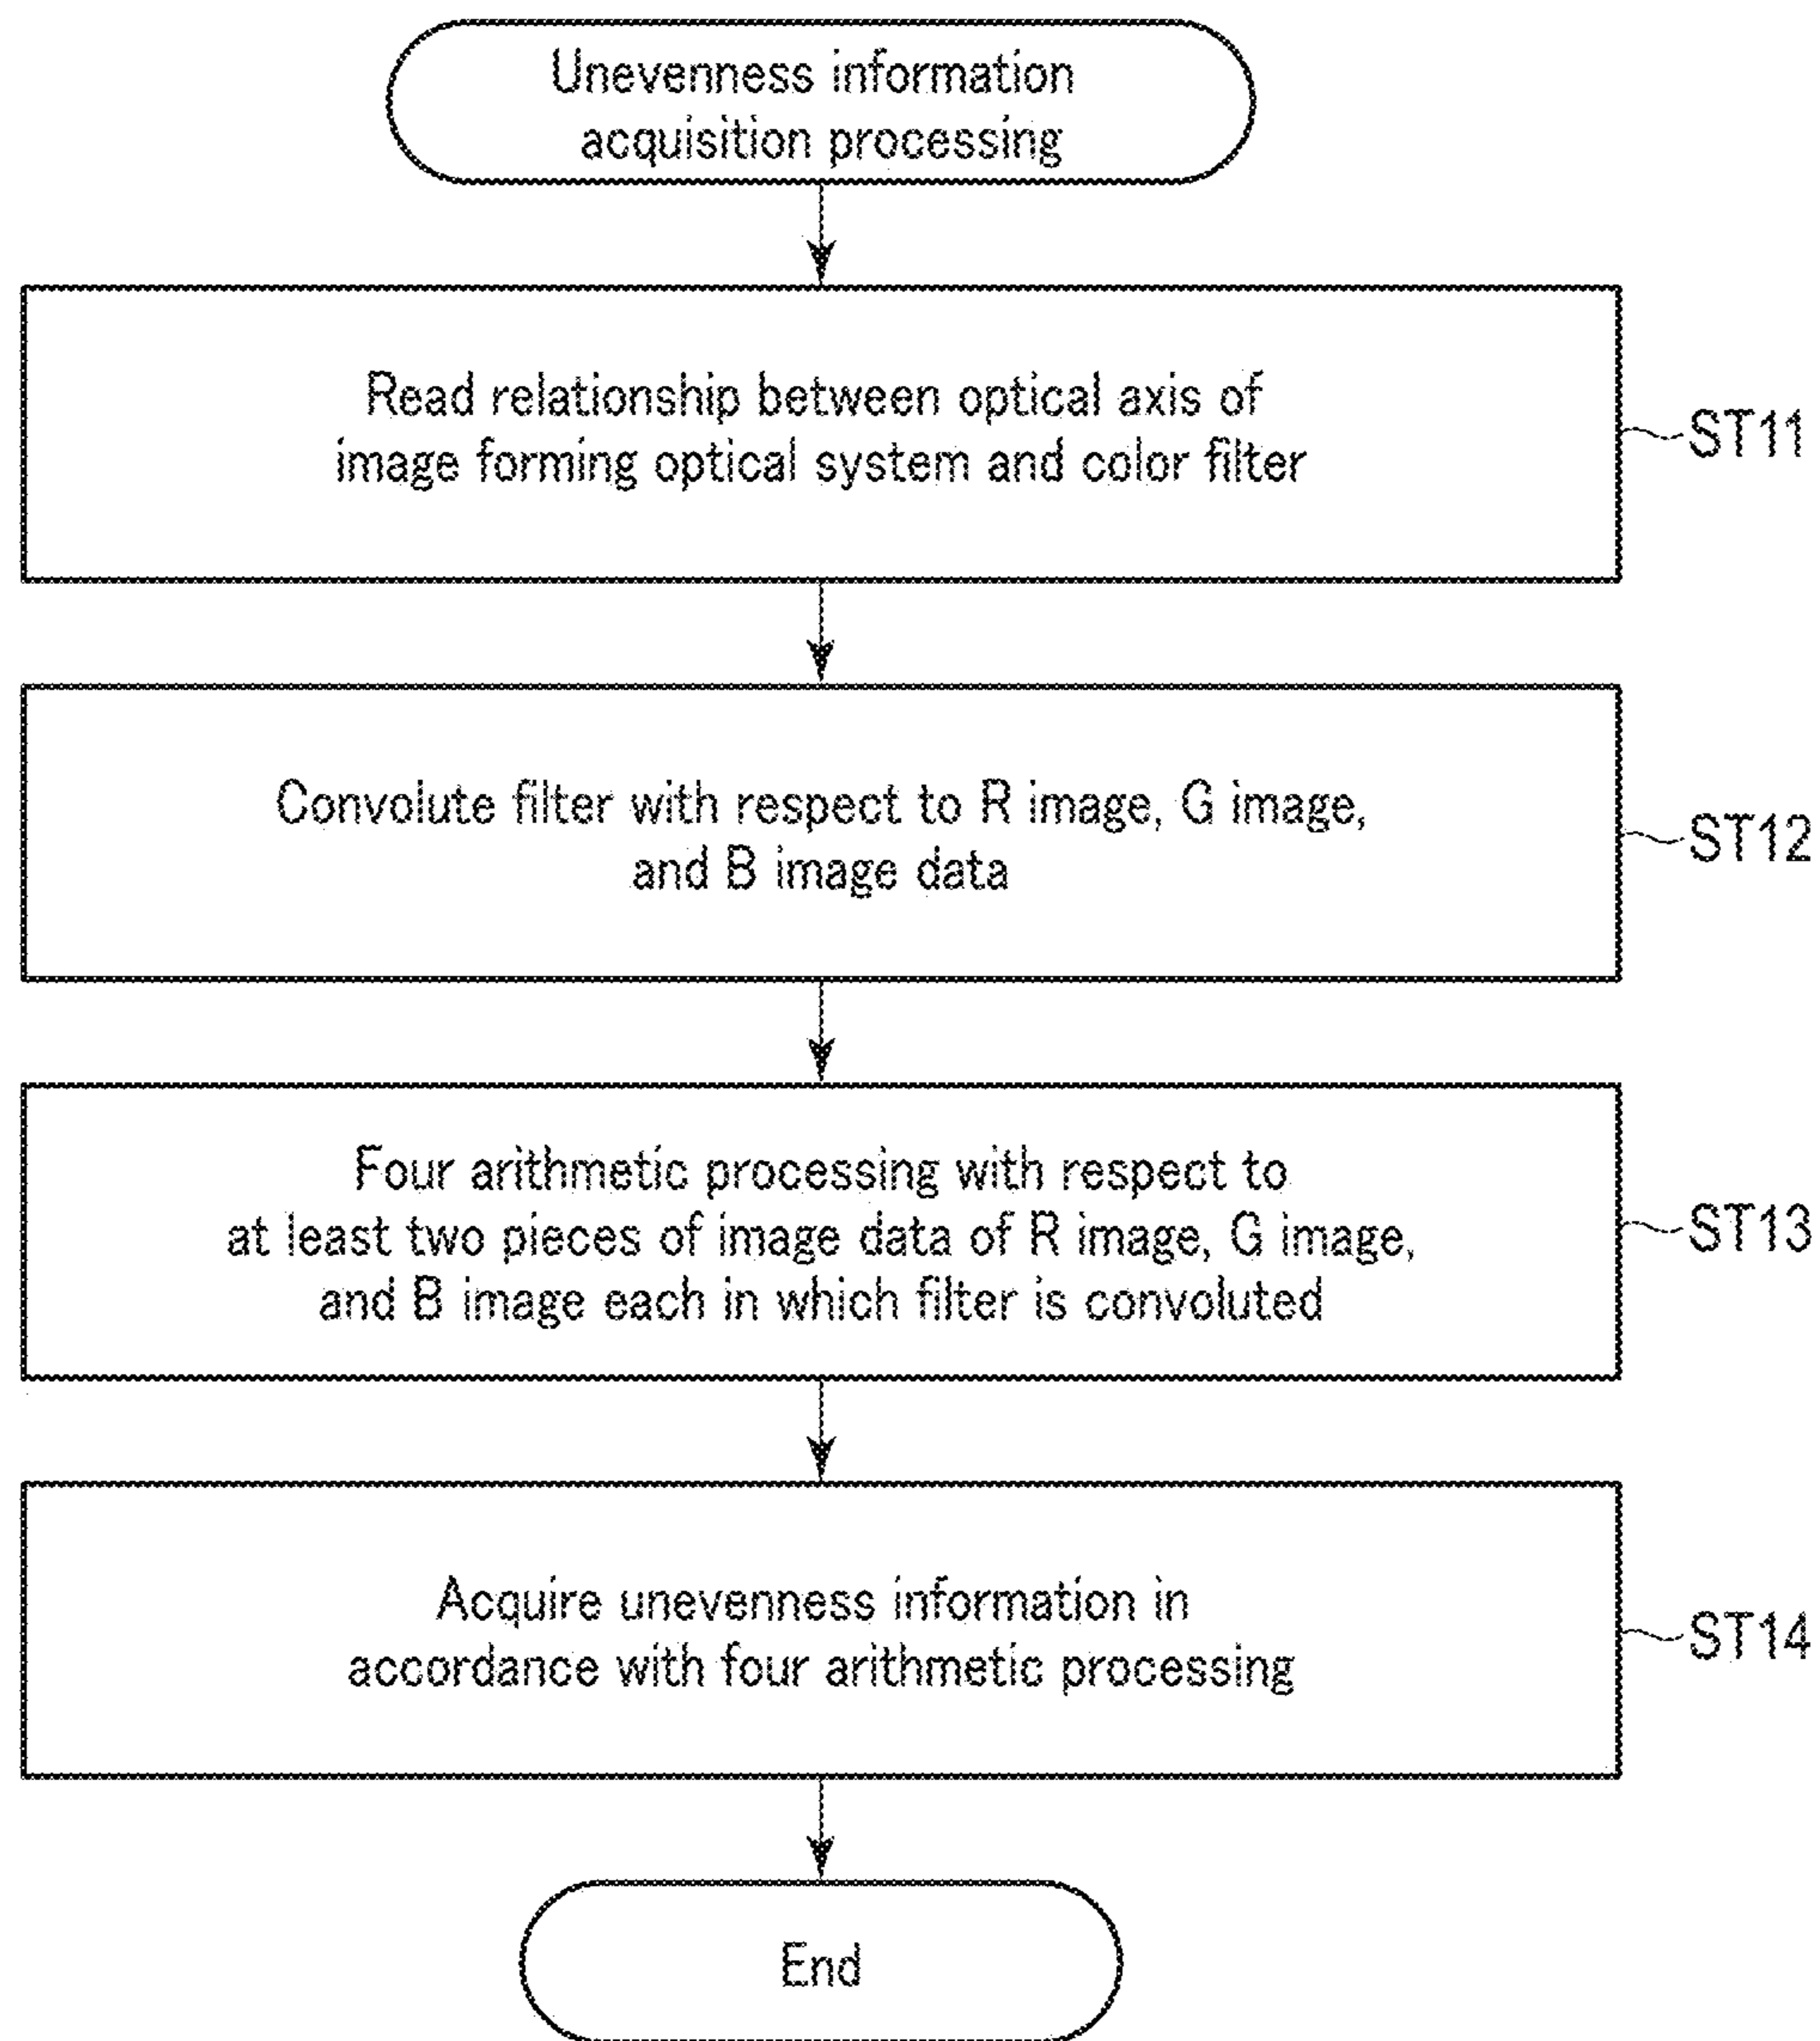 Unevenness information
acquisition processing
Read relationship between optical axis of
image forming optical system and color filter
ST11
Convolute filter with respect to R image, G image,
and B image data
ST12
Four arithmetic processing with respect to
at least two pieces of image data of R image, G image,
and B image each in which filter is convoluted
ST13
Acquire unevenness information in
accordance with four arithmetic processing
ST14
End